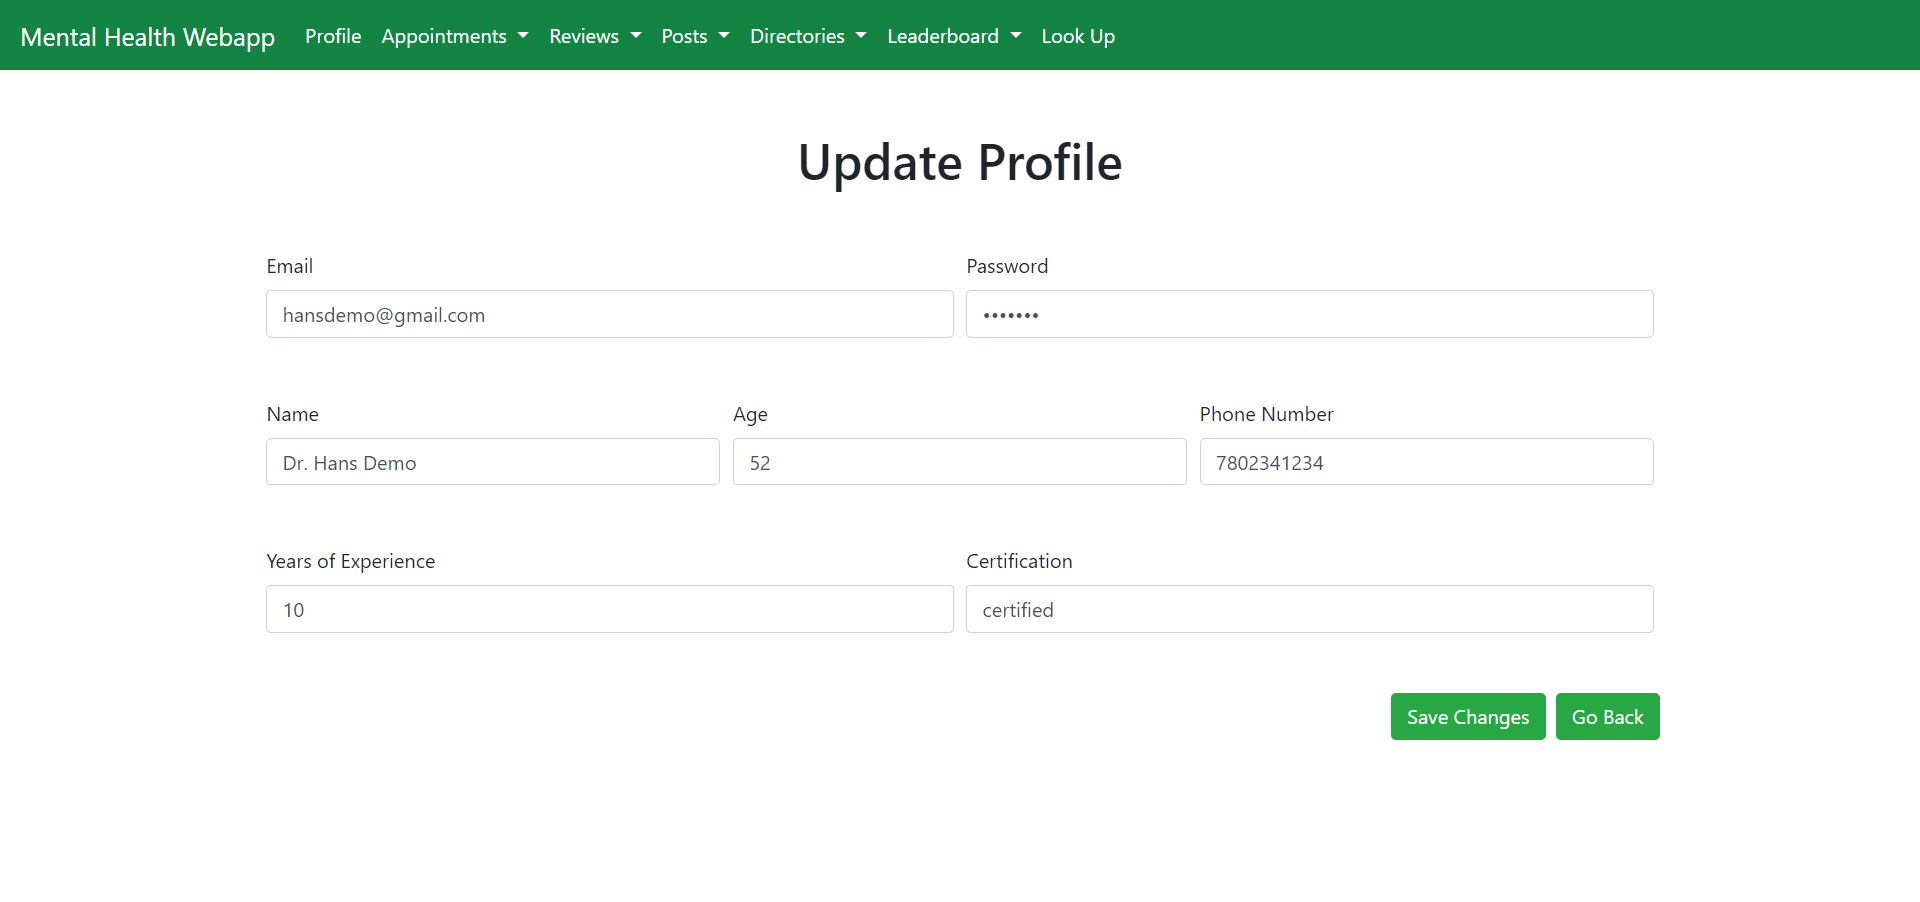 Mental Health Webapp Profile Appointments Reviews Posts Directories Leaderboard Look Up
Update Profile
Email Password
hansdemo@gmail.com •••••••
Name Age Phone Number
Dr. Hans Demo 52 7802341234
Years of Experience Certification
10 certified
Save Changes Go Back